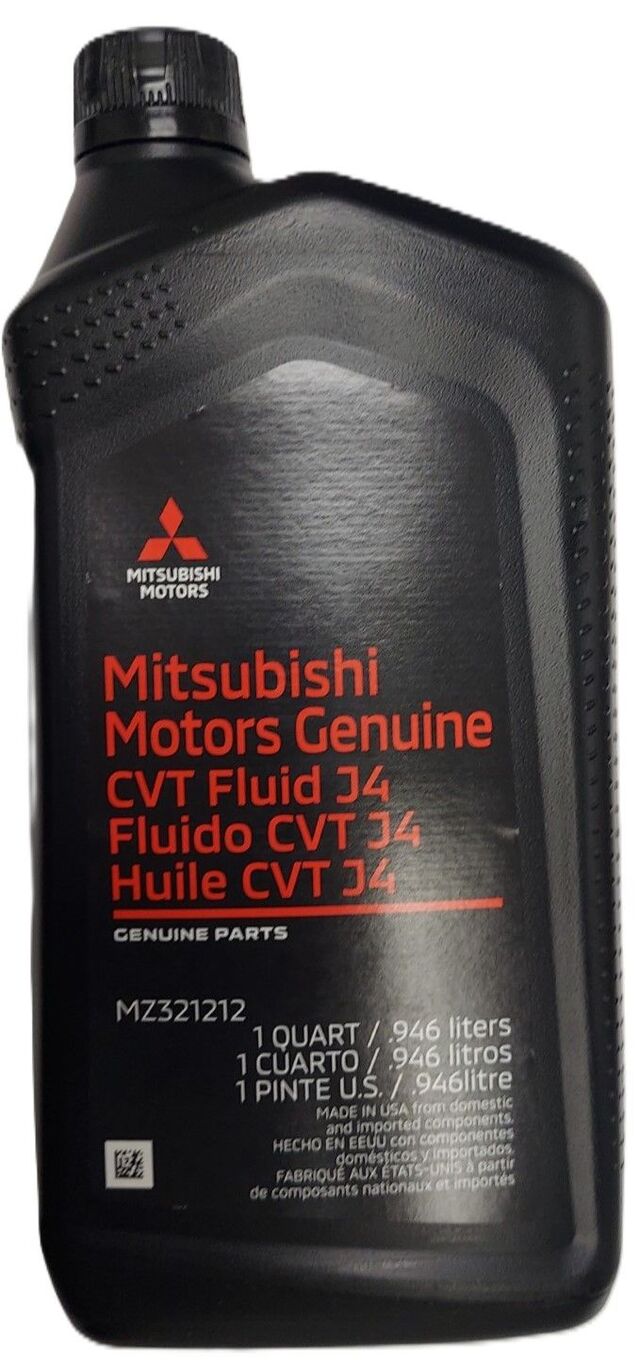 MITSUBISHI
MOTORS
Mitsubishi
Motors Genuine
CVT Fluid J4
Fluido CVT J4
Huile CVT J4
GENUINE PARTS
MZ321212
1 QUART / .946 liters
1 CUARTO / .946 litros
1 PINTE U.S. / .946litre
MADE IN USA from domestic
and imported components.
HECHO EN EEUU con componentes
domésticos y importados.
FABRIQUÉ AUX ÉTATS-UNIS à partir
de composants nationaux et importés